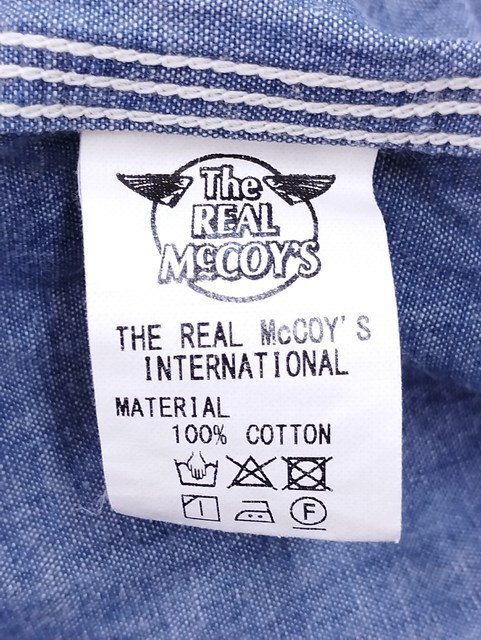 The
REAL
McCOY'S
THE REAL McCOY'S
INTERNATIONAL
MATERIAL
100% COTTON
F